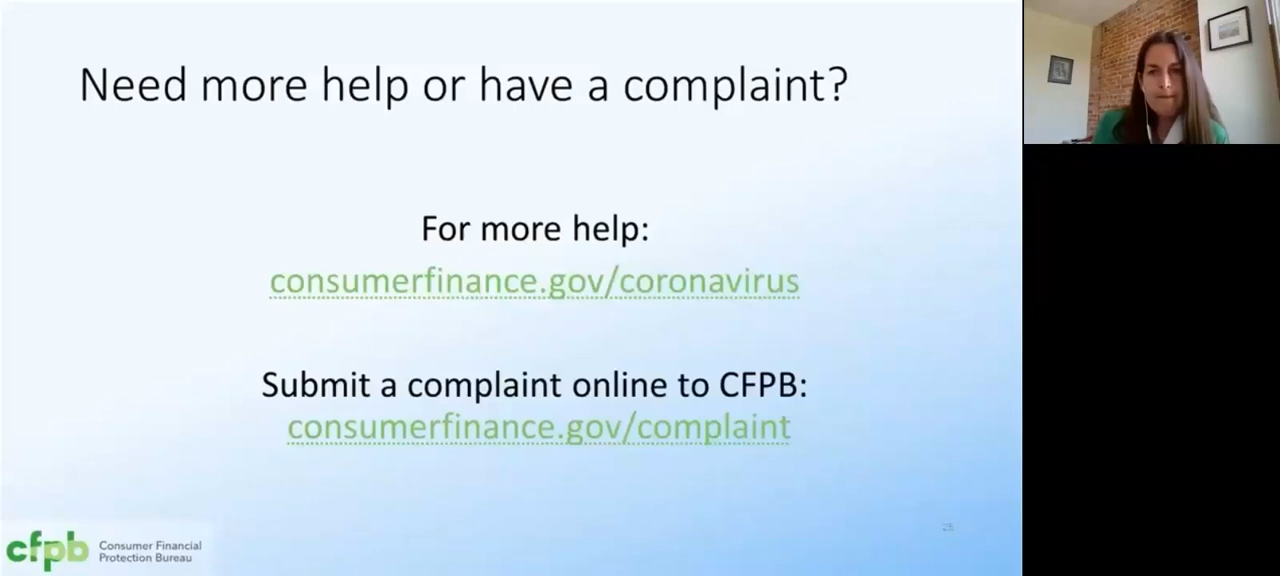 Need more help or have a complaint?
For more help:
consumerfinance.gov/coronavirus
Submit a complaint online to CFPB:
consumerfinance.gov/complaint
25
cfpb Consumer Financial
Protection Bureau